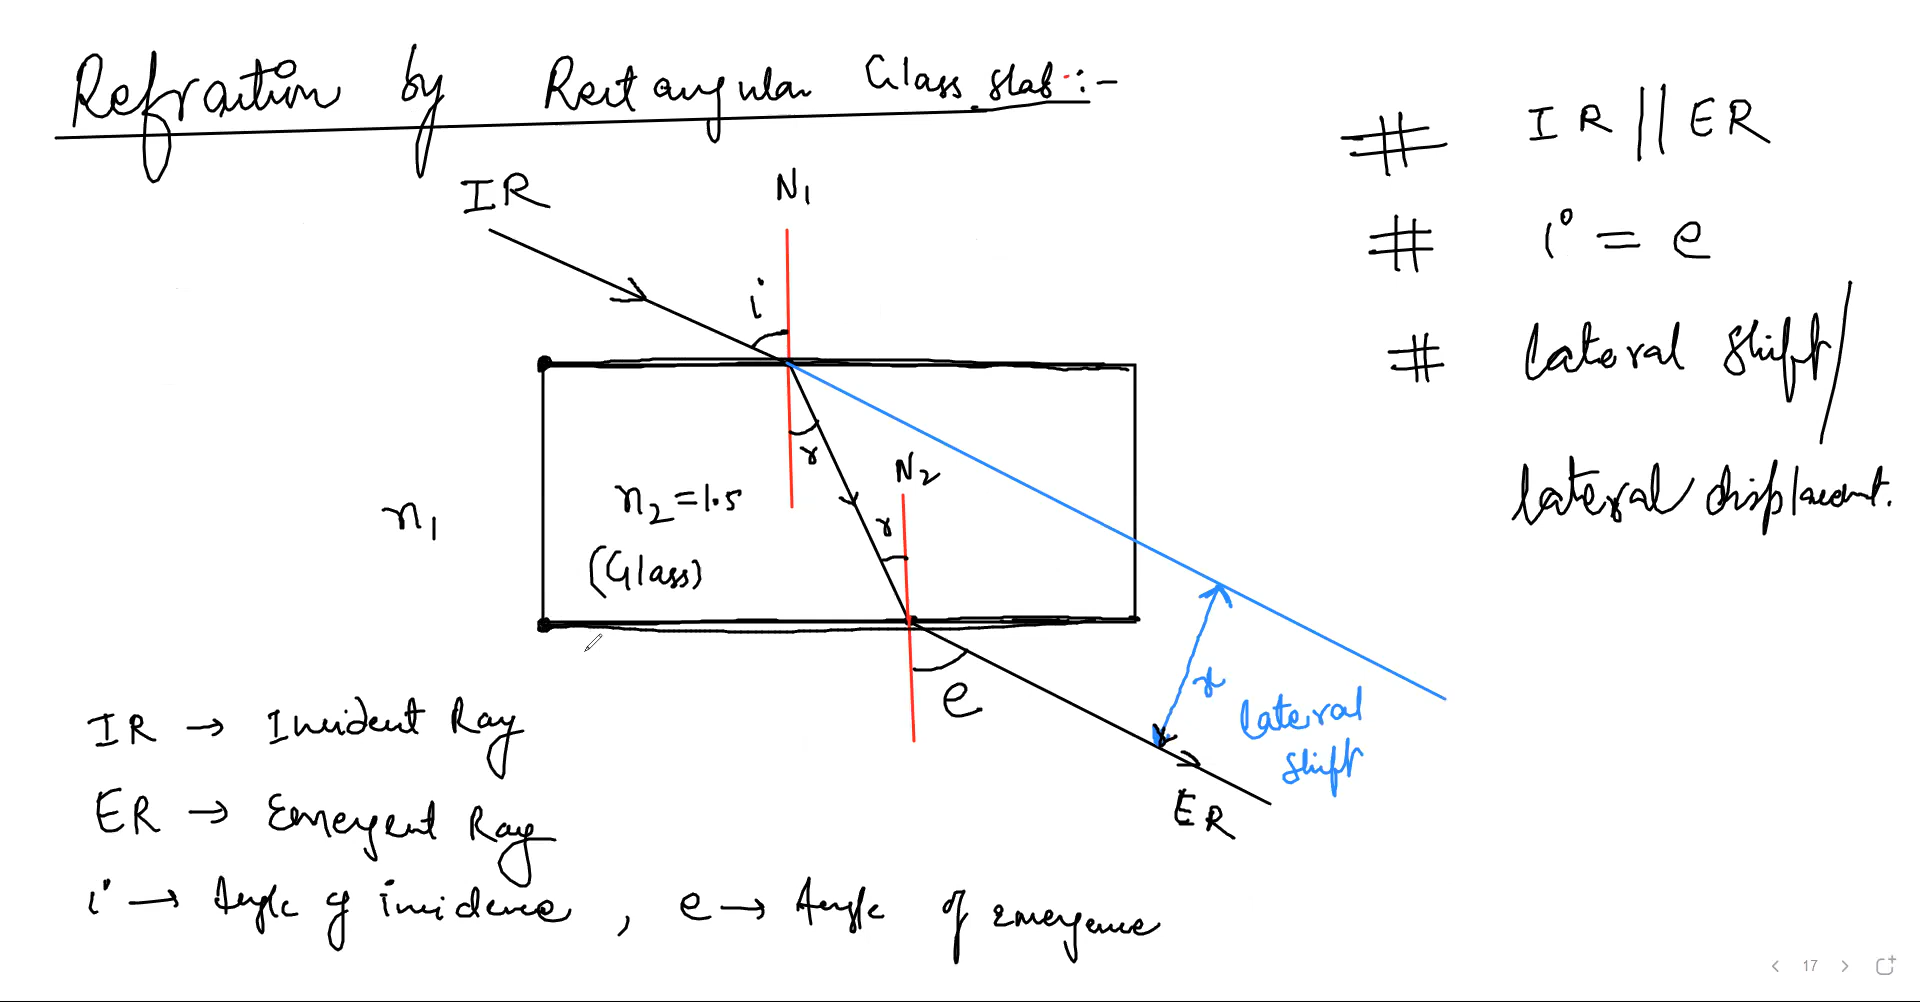 Refraction by Rectangular Glass slab :-
# IR || ER
IR
N1
# i = e
i
# lateral shift /
lateral displacement.
r
N2
n2 = 1.5
r
n1
(Glass)
e
x
lateral
shift
IR → Incident Ray
ER
ER → Emergent Ray
i → Angle of incidence , e → Angle of emergence
17